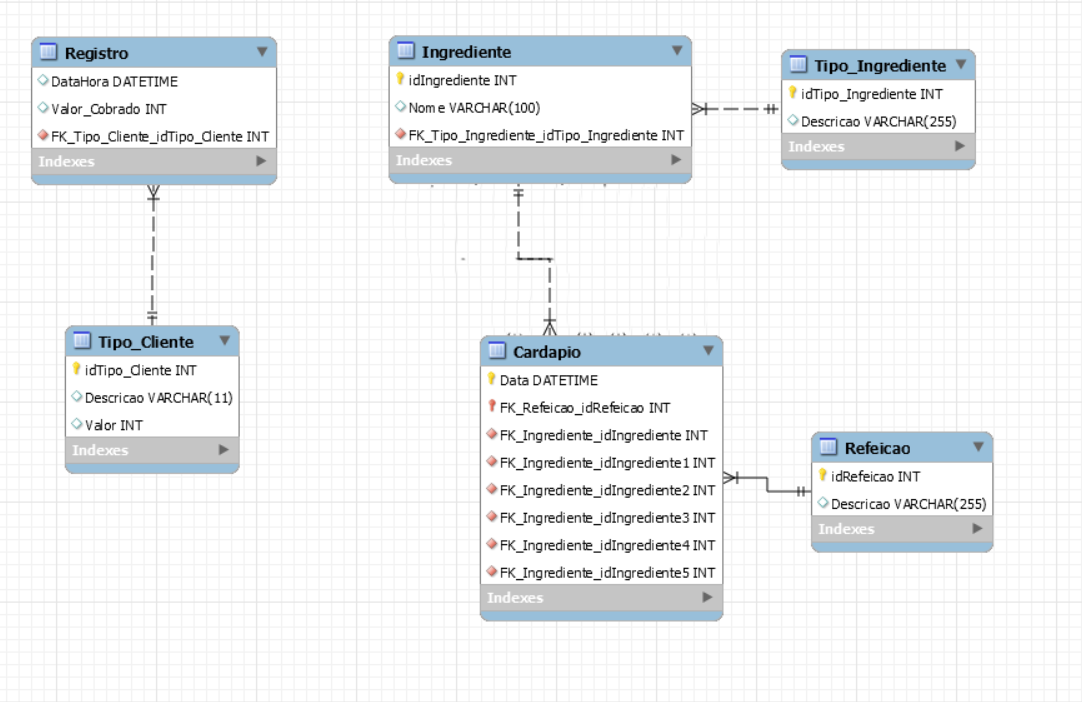 Registro
DataHora DATETIME
Valor_Cobrado INT
FK_Tipo_Cliente_idTipo_Cliente INT
Indexes
Ingrediente
idIngrediente INT
Nome VARCHAR(100)
FK_Tipo_Ingrediente_idTipo_Ingrediente INT
Indexes
Tipo_Ingrediente
idTipo_Ingrediente INT
Descricao VARCHAR(255)
Indexes
Tipo_Cliente
idTipo_Cliente INT
Descricao VARCHAR(11)
Valor INT
Indexes
Cardapio
Data DATETIME
FK_Refeicao_idRefeicao INT
FK_Ingrediente_idIngrediente INT
FK_Ingrediente_idIngrediente1 INT
FK_Ingrediente_idIngrediente2 INT
FK_Ingrediente_idIngrediente3 INT
FK_Ingrediente_idIngrediente4 INT
FK_Ingrediente_idIngrediente5 INT
Indexes
Refeicao
idRefeicao INT
Descricao VARCHAR(255)
Indexes